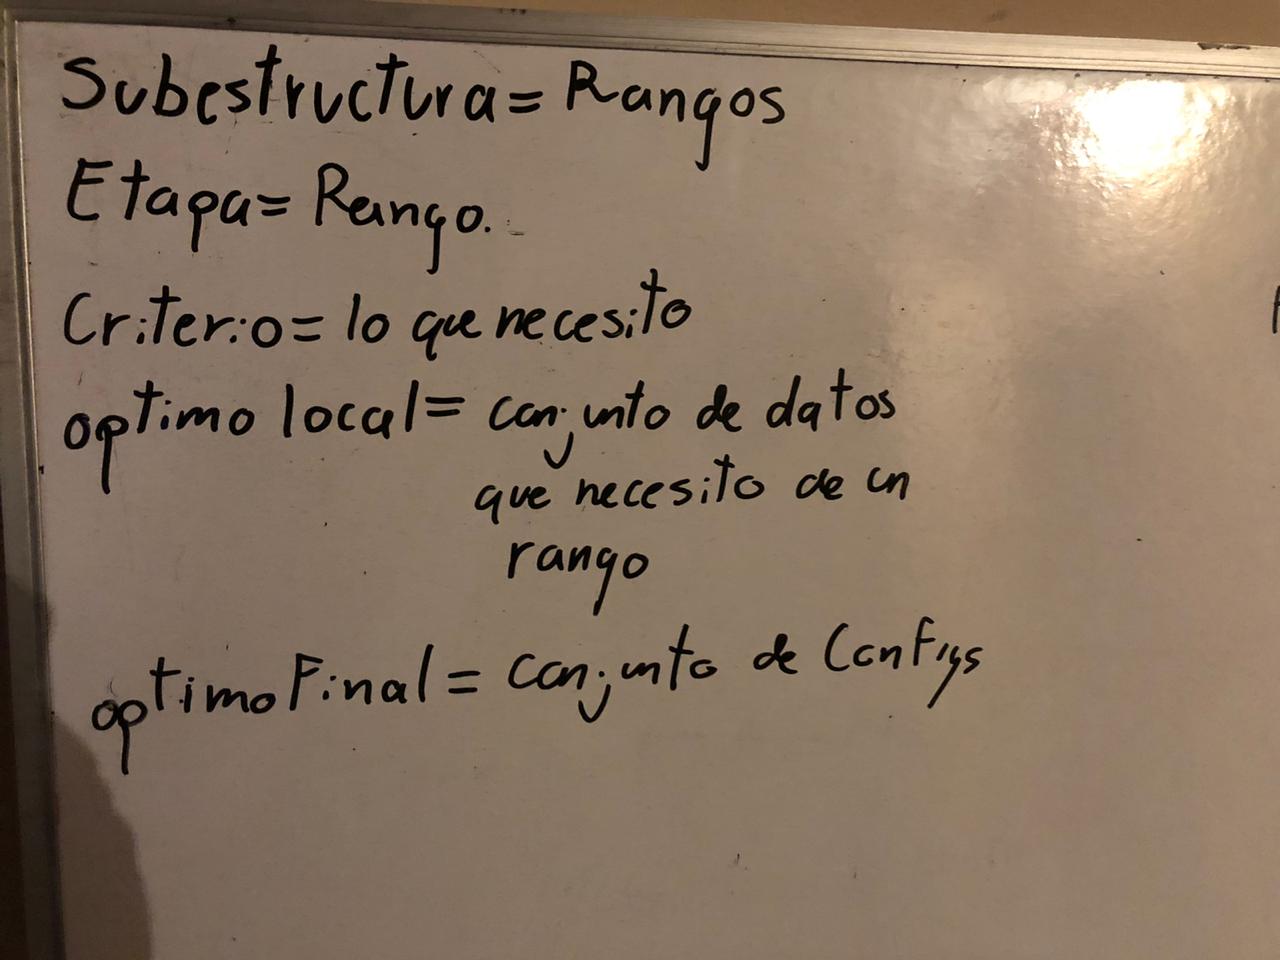 Subestructura= Rangos
Etapa= Rango.
Criterio= lo que necesito
optimo local= conjunto de datos
que necesito de un
rango
optimo Final= conjunto de Configs